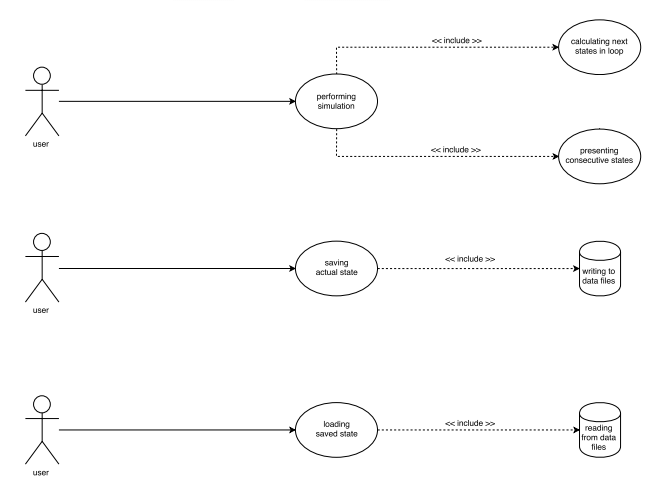 << include >>
calculating next
states in loop
performing
simulation
user
<< include >>
presenting
consecutive states
saving
actual state
<< include >>
writing to
data files
user
loading
saved state
<< include >>
reading
from data
files
user